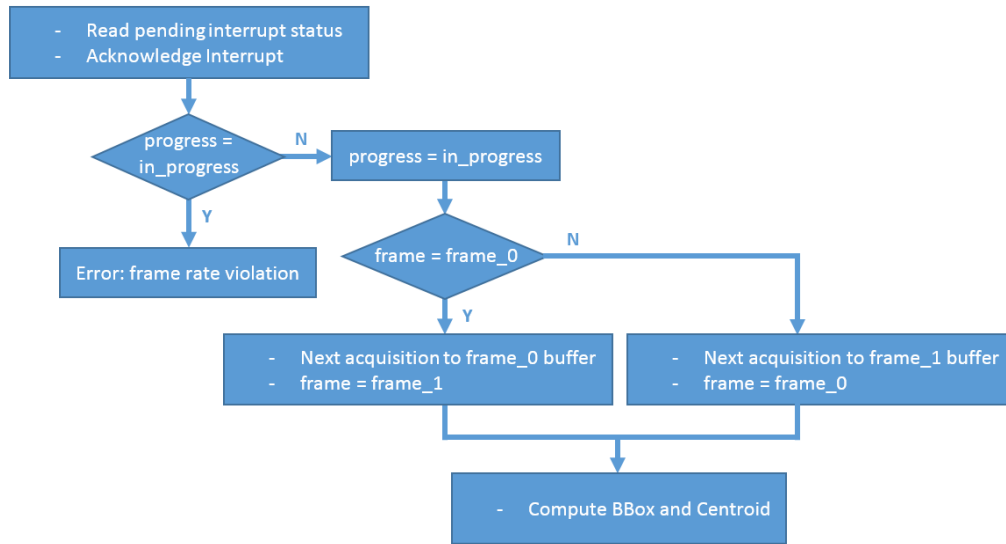 - Read pending interrupt status
- Acknowledge Interrupt
progress =
in_progress
N
progress = in_progress
Y
Error: frame rate violation
frame = frame_0
N
Y
- Next acquisition to frame_0 buffer
- frame = frame_1
- Next acquisition to frame_1 buffer
- frame = frame_0
- Compute BBox and Centroid